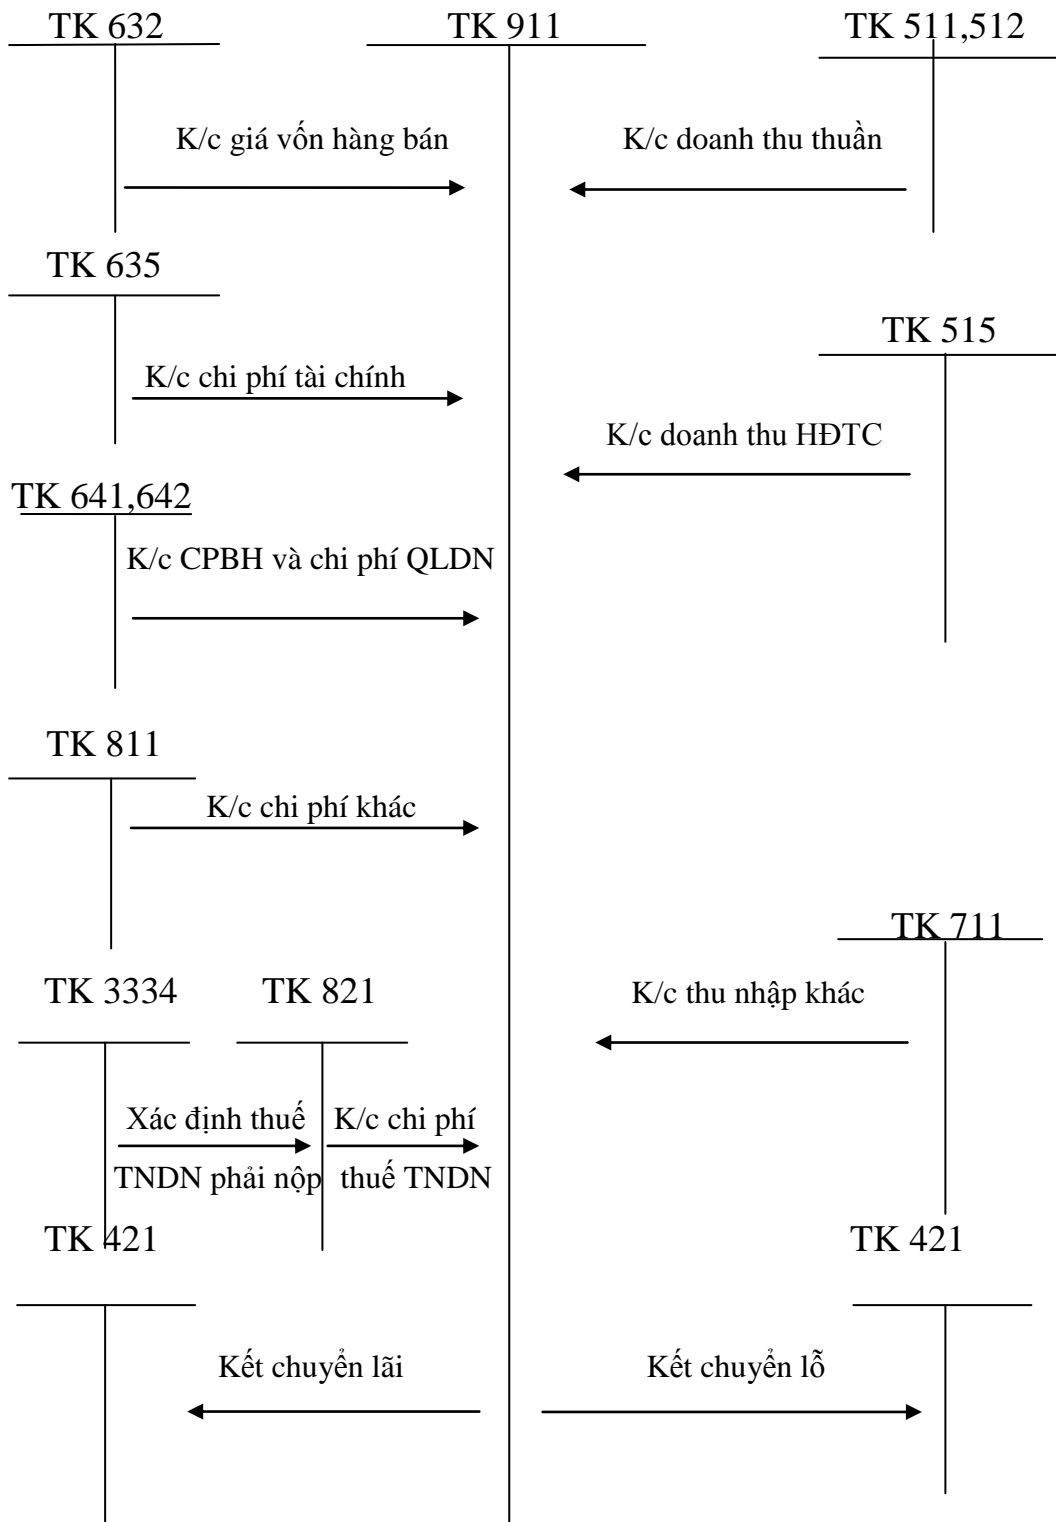 TK 632
TK 911
TK 511,512
K/c giá vốn hàng bán
K/c doanh thu thuần
TK 635
TK 515
K/c chi phí tài chính
K/c doanh thu HĐTC
TK 641,642
K/c CPBH và chi phí QLDN
TK 811
K/c chi phí khác
TK 711
TK 3334
TK 821
K/c thu nhập khác
Xác định thuế
TNDN phải nộp
K/c chi phí
thuế TNDN
TK 421
TK 421
Kết chuyển lãi
Kết chuyển lỗ